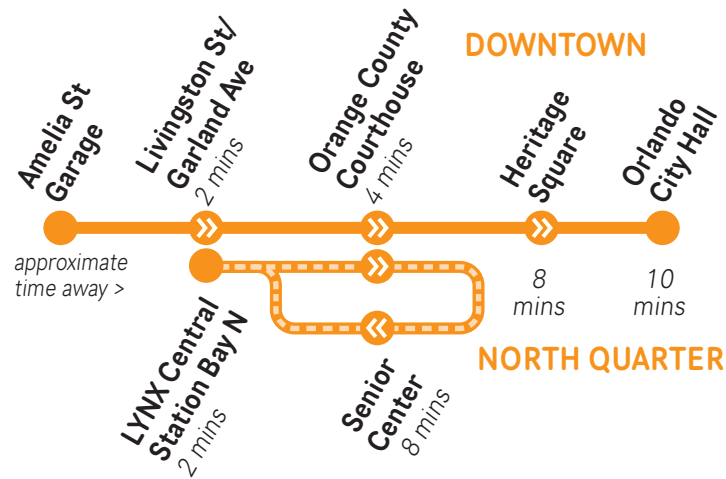 DOWNTOWN
Amelia St
Garage
Livingston St/
Garland Ave
2 mins
Orange County
Courthouse
4 mins
Heritage
Square
Orlando
City Hall
approximate
time away >
8
mins
10
mins
LYNX Central
Station Bay N
2 mins
Senior
Center
8 mins
NORTH QUARTER